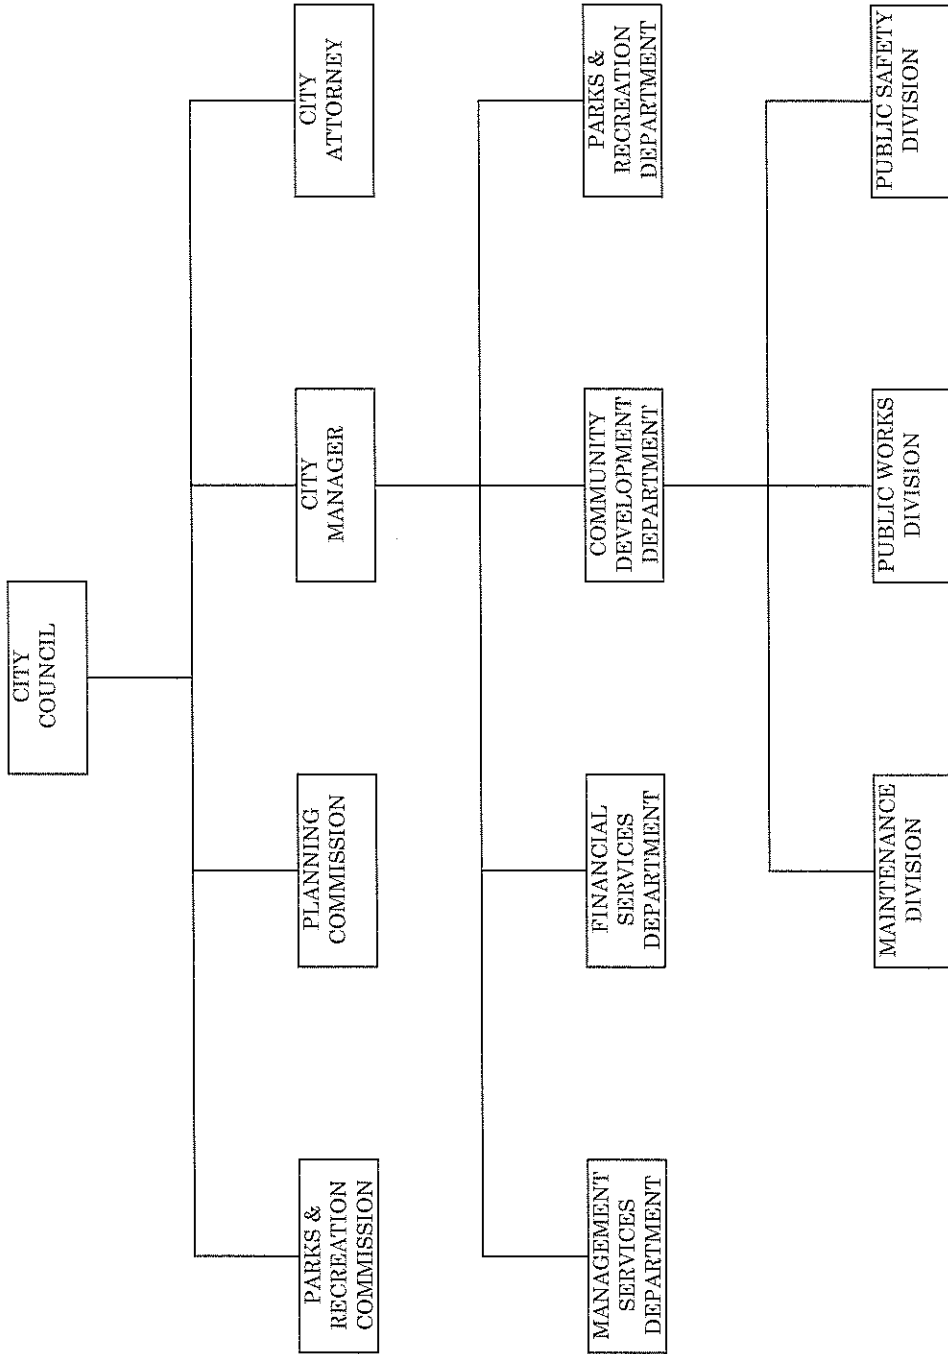 CITY
COUNCIL
PARKS &
RECREATION
COMMISSION
PLANNING
COMMISSION
CITY
MANAGER
CITY
ATTORNEY
MANAGEMENT
SERVICES
DEPARTMENT
FINANCIAL
SERVICES
DEPARTMENT
COMMUNITY
DEVELOPMENT
DEPARTMENT
PARKS &
RECREATION
DEPARTMENT
MAINTENANCE
DIVISION
PUBLIC WORKS
DIVISION
PUBLIC SAFETY
DIVISION